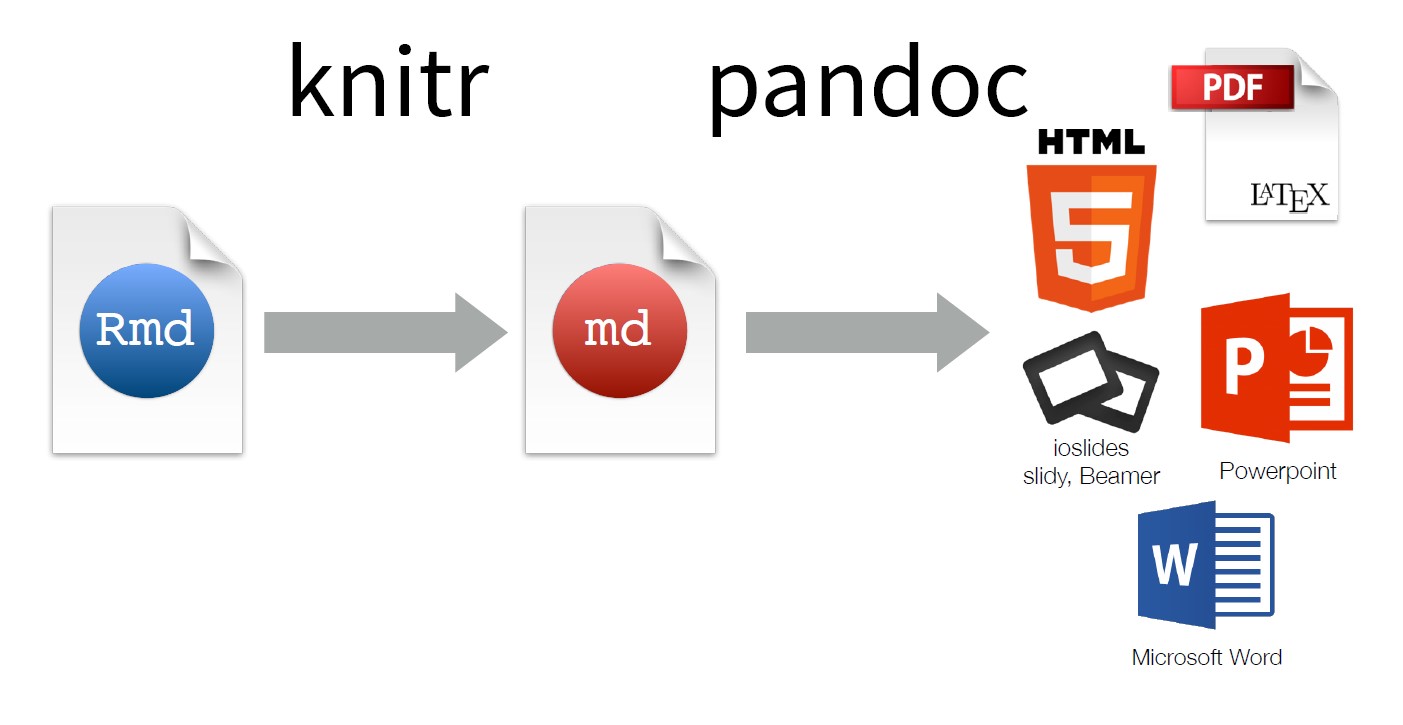 knitr
pandoc
PDF
LATEX
HTML
5
Rmd
md
P
ioslides
slidy, Beamer
Powerpoint
W
Microsoft Word